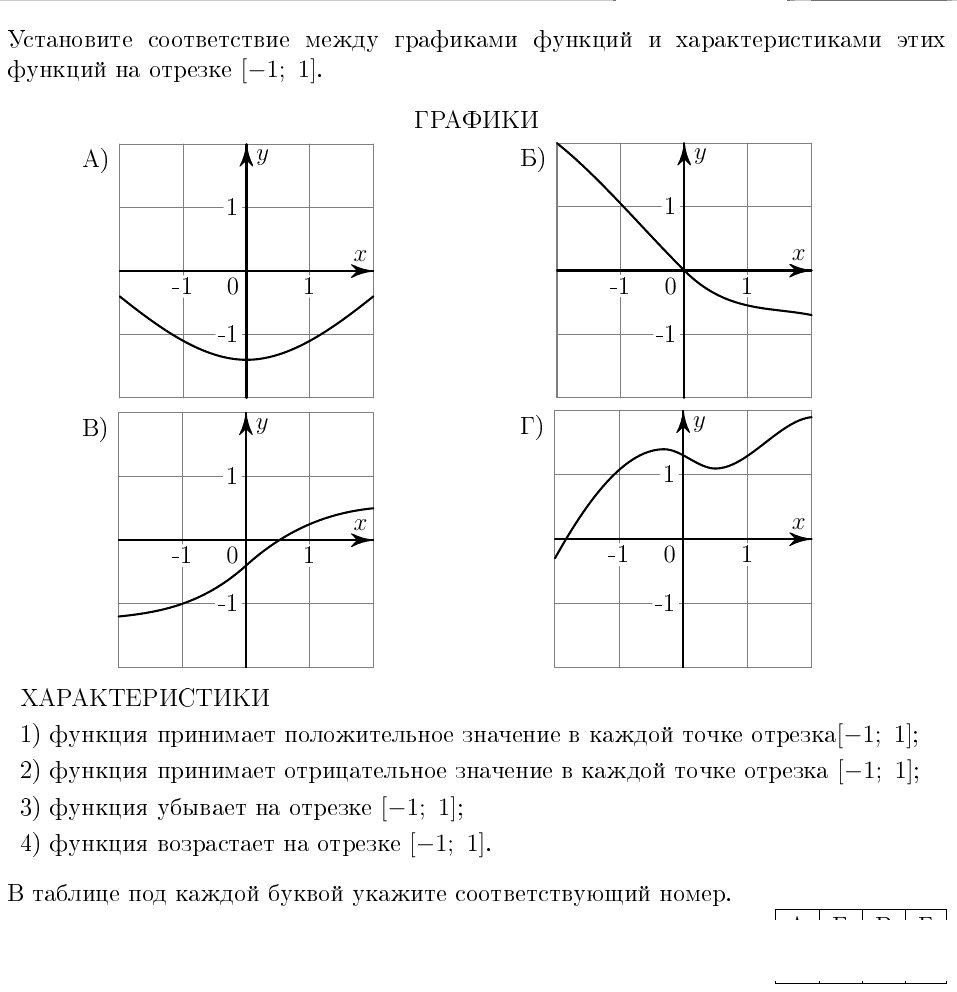 Установите соответствие между графиками функций и характеристиками этих
функций на отрезке [−1; 1].
ГРАФИКИ
А)
y
1
x
-1
0
1
-1
Б)
y
1
x
-1
0
1
-1
В)
y
1
x
-1
0
1
-1
Г)
y
1
x
-1
0
1
-1
ХАРАКТЕРИСТИКИ
1) функция принимает положительное значение в каждой точке отрезка[−1; 1];
2) функция принимает отрицательное значение в каждой точке отрезка [−1; 1];
3) функция убывает на отрезке [−1; 1];
4) функция возрастает на отрезке [−1; 1].
В таблице под каждой буквой укажите соответствующий номер.